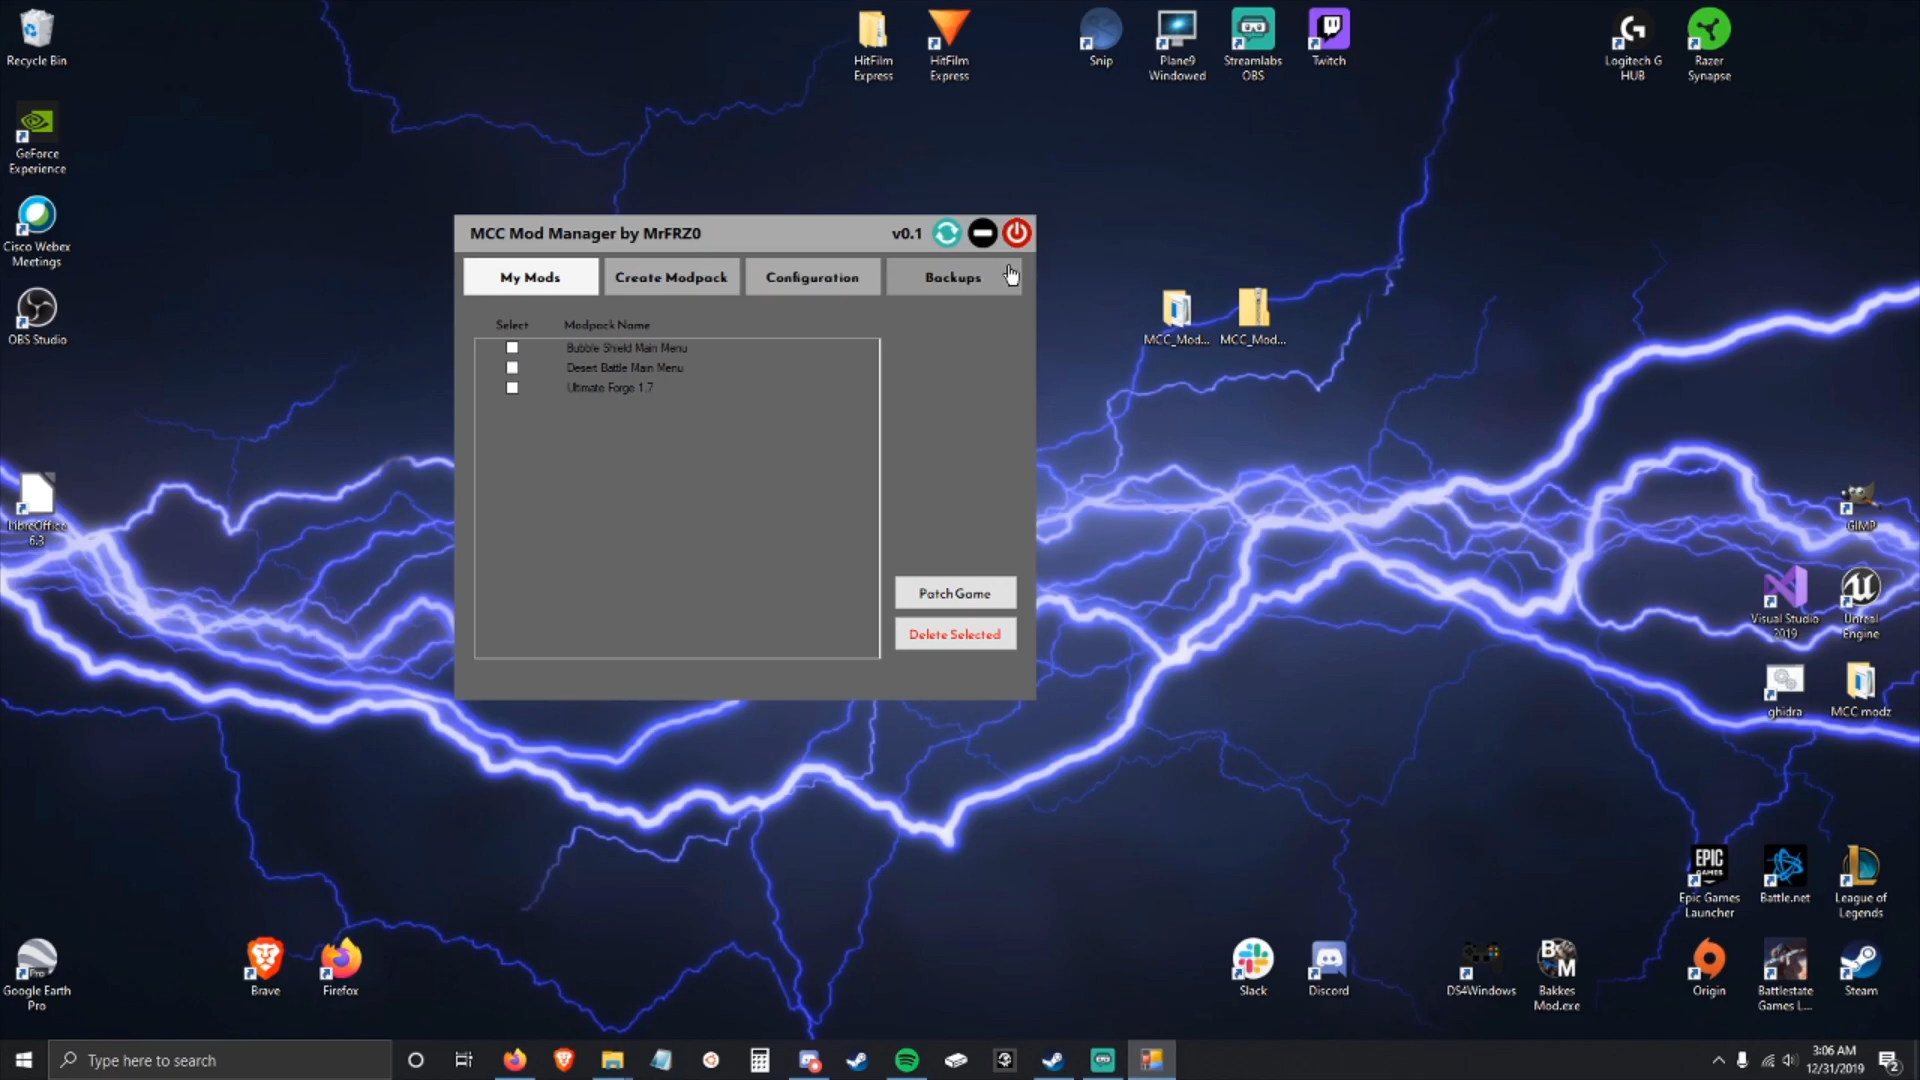 Recycle Bin
HitFilm
Express
HitFilm
Express
Snip
Plane9
Windowed
Streamlabs
OBS
Twitch
Logitech G
HUB
Razer
Synapse
GeForce
Experience
Cisco Webex
Meetings
OBS Studio
LibreOffice
6.3
Google Earth
Pro
Brave
Firefox
MCC Mod Manager by MrFRZ0
v0.1
My Mods
Create Modpack
Configuration
Backups
Select
Modpack Name
Bubble Shield Main Menu
Desert Battle Main Menu
Ultimate Forge 1.7
Patch Game
Delete Selected
MCC_Mod...
MCC_Mod...
GIMP
Visual Studio
2019
Unreal
Engine
ghidra
MCC modz
EPIC
GAMES
Epic Games
Launcher
Battle.net
League of
Legends
Slack
Discord
DS4Windows
B
M
Bakkes
Mod.exe
Origin
Battlestate
Games L...
Steam
Pro
Type here to search
3:06 AM
12/31/2019
2